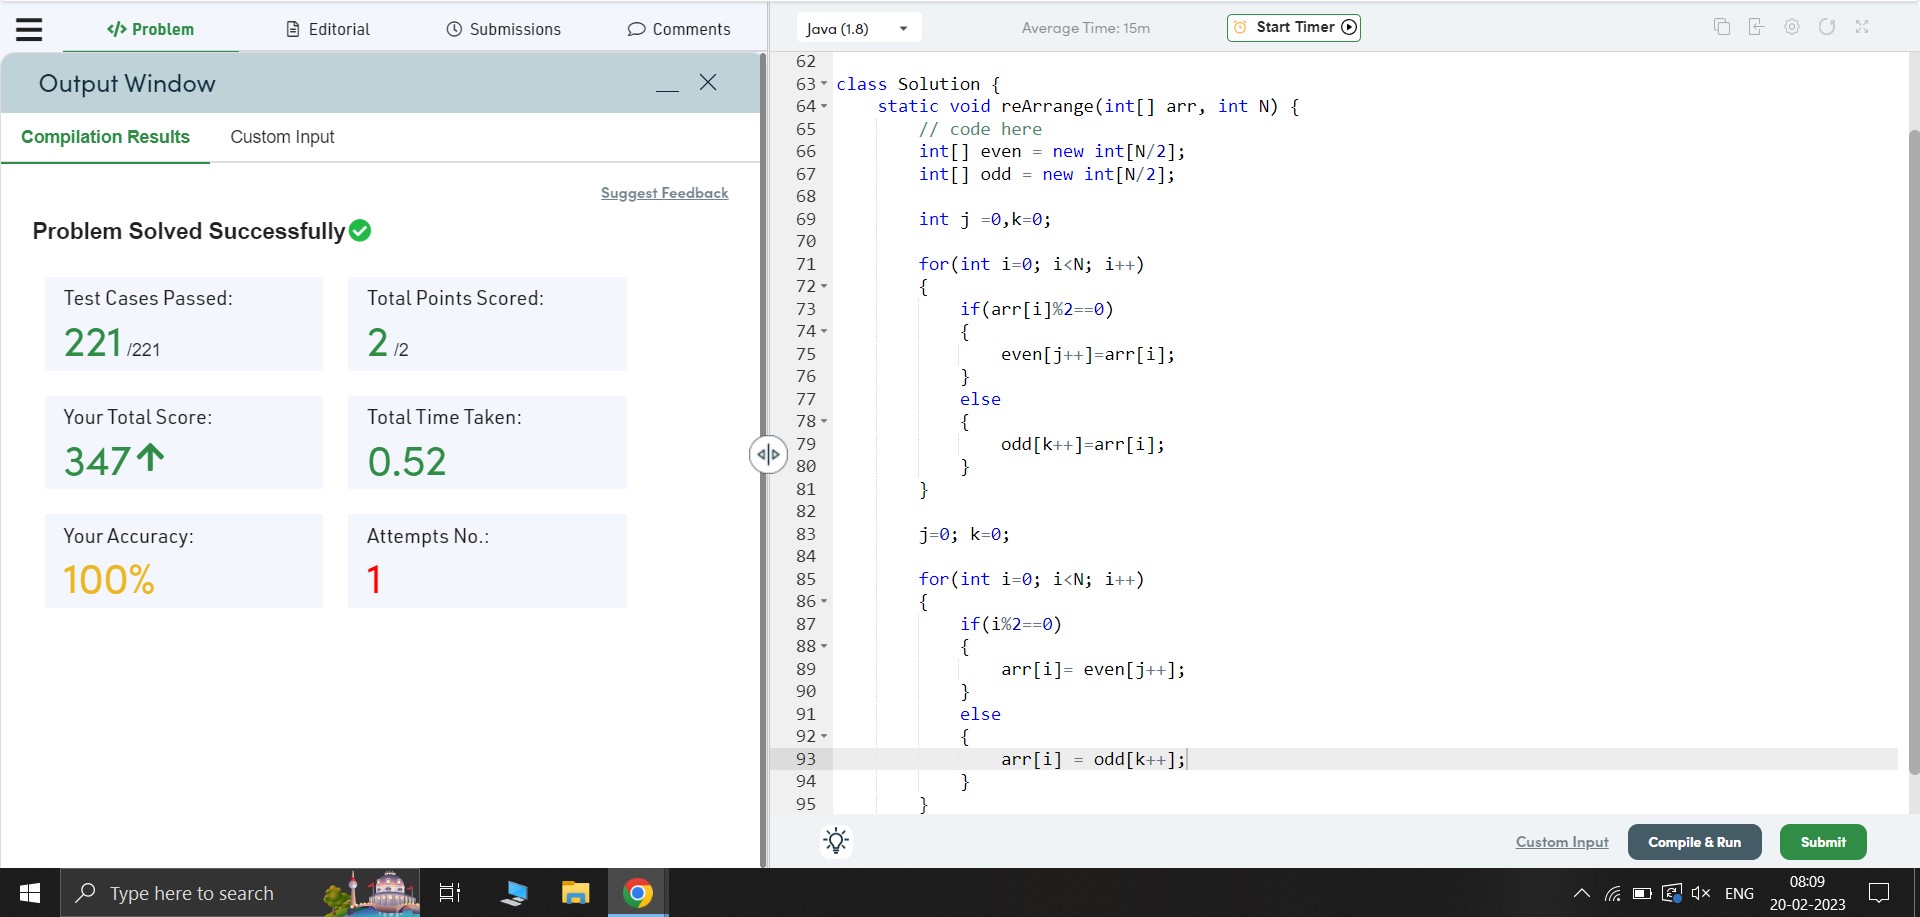 </> Problem
Editorial
Submissions
Comments
Output Window
Compilation Results
Custom Input
Suggest Feedback
Problem Solved Successfully
Test Cases Passed:
221 /221
Total Points Scored:
2 /2
Your Total Score:
347
Total Time Taken:
0.52
Your Accuracy:
100%
Attempts No.:
1
Java (1.8)
Average Time: 15m
Start Timer
62
63 class Solution {
64     static void reArrange(int[] arr, int N) {
65         // code here
66         int[] even = new int[N/2];
67         int[] odd = new int[N/2];
68
69         int j =0,k=0;
70
71         for(int i=0; i<N; i++)
72         {
73             if(arr[i]%2==0)
74             {
75                 even[j++]=arr[i];
76             }
77             else
78             {
79                 odd[k++]=arr[i];
80             }
81         }
82
83         j=0; k=0;
84
85         for(int i=0; i<N; i++)
86         {
87             if(i%2==0)
88             {
89                 arr[i]= even[j++];
90             }
91             else
92             {
93                 arr[i] = odd[k++];
94             }
95         }
Custom Input
Compile & Run
Submit
Type here to search
ENG
08:09
20-02-2023